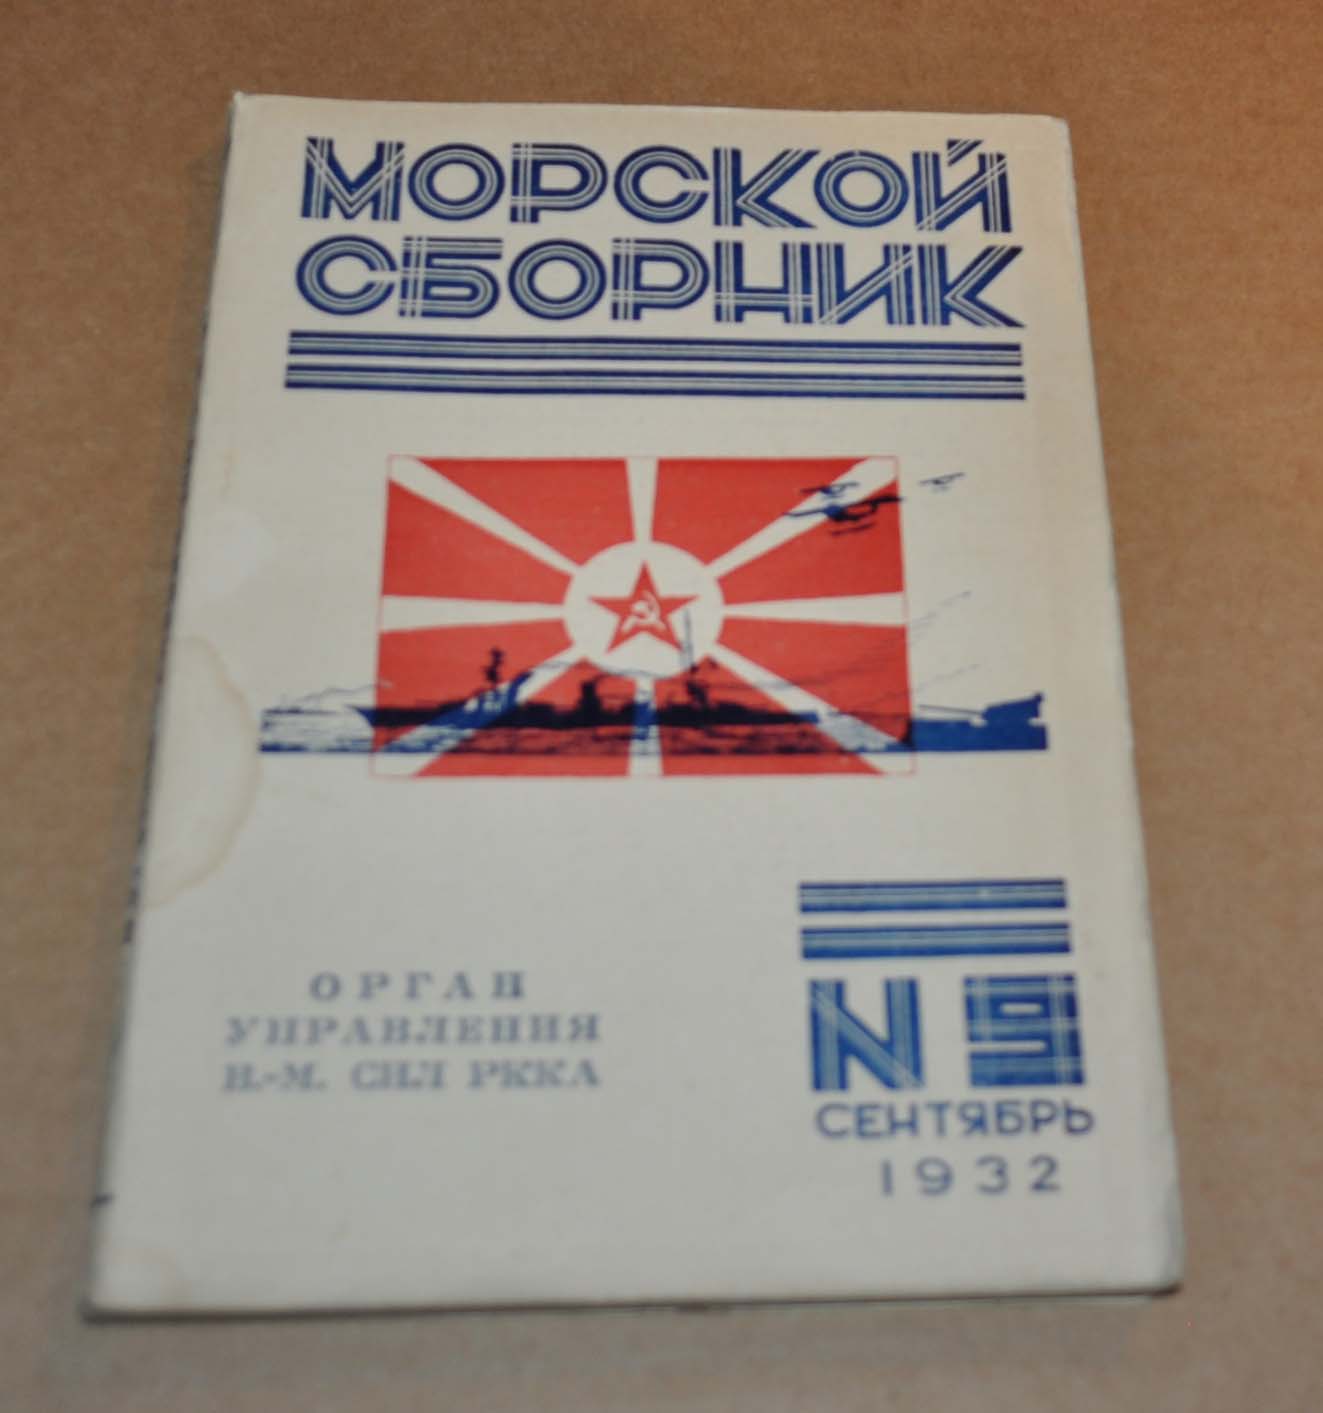 МОРСКОЙ
СБОРНИК
ОРГАН
УПРАВЛЕНИЯ
В.-М. СИЛ РККА
N 9
СЕНТЯБРЬ
1932